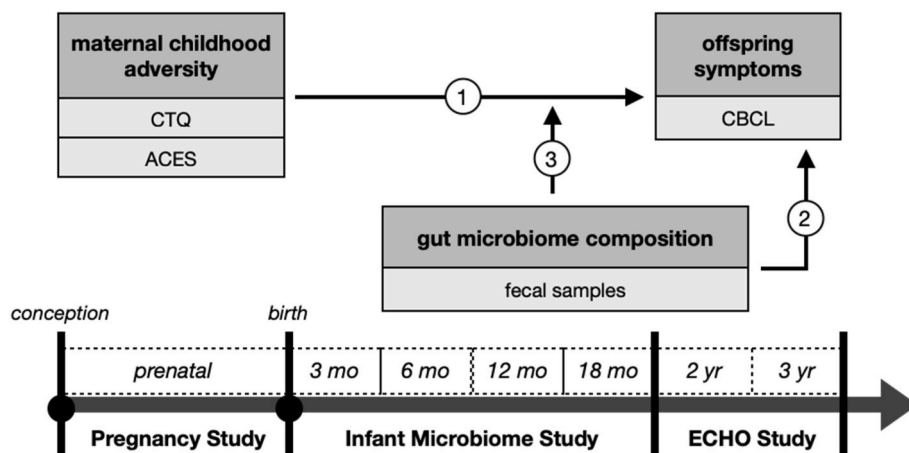 maternal childhood
adversity
CTQ
ACES
1
offspring
symptoms
CBCL
3
2
gut microbiome composition
fecal samples
conception
birth
prenatal
3 mo
6 mo
12 mo
18 mo
2 yr
3 yr
Pregnancy Study
Infant Microbiome Study
ECHO Study